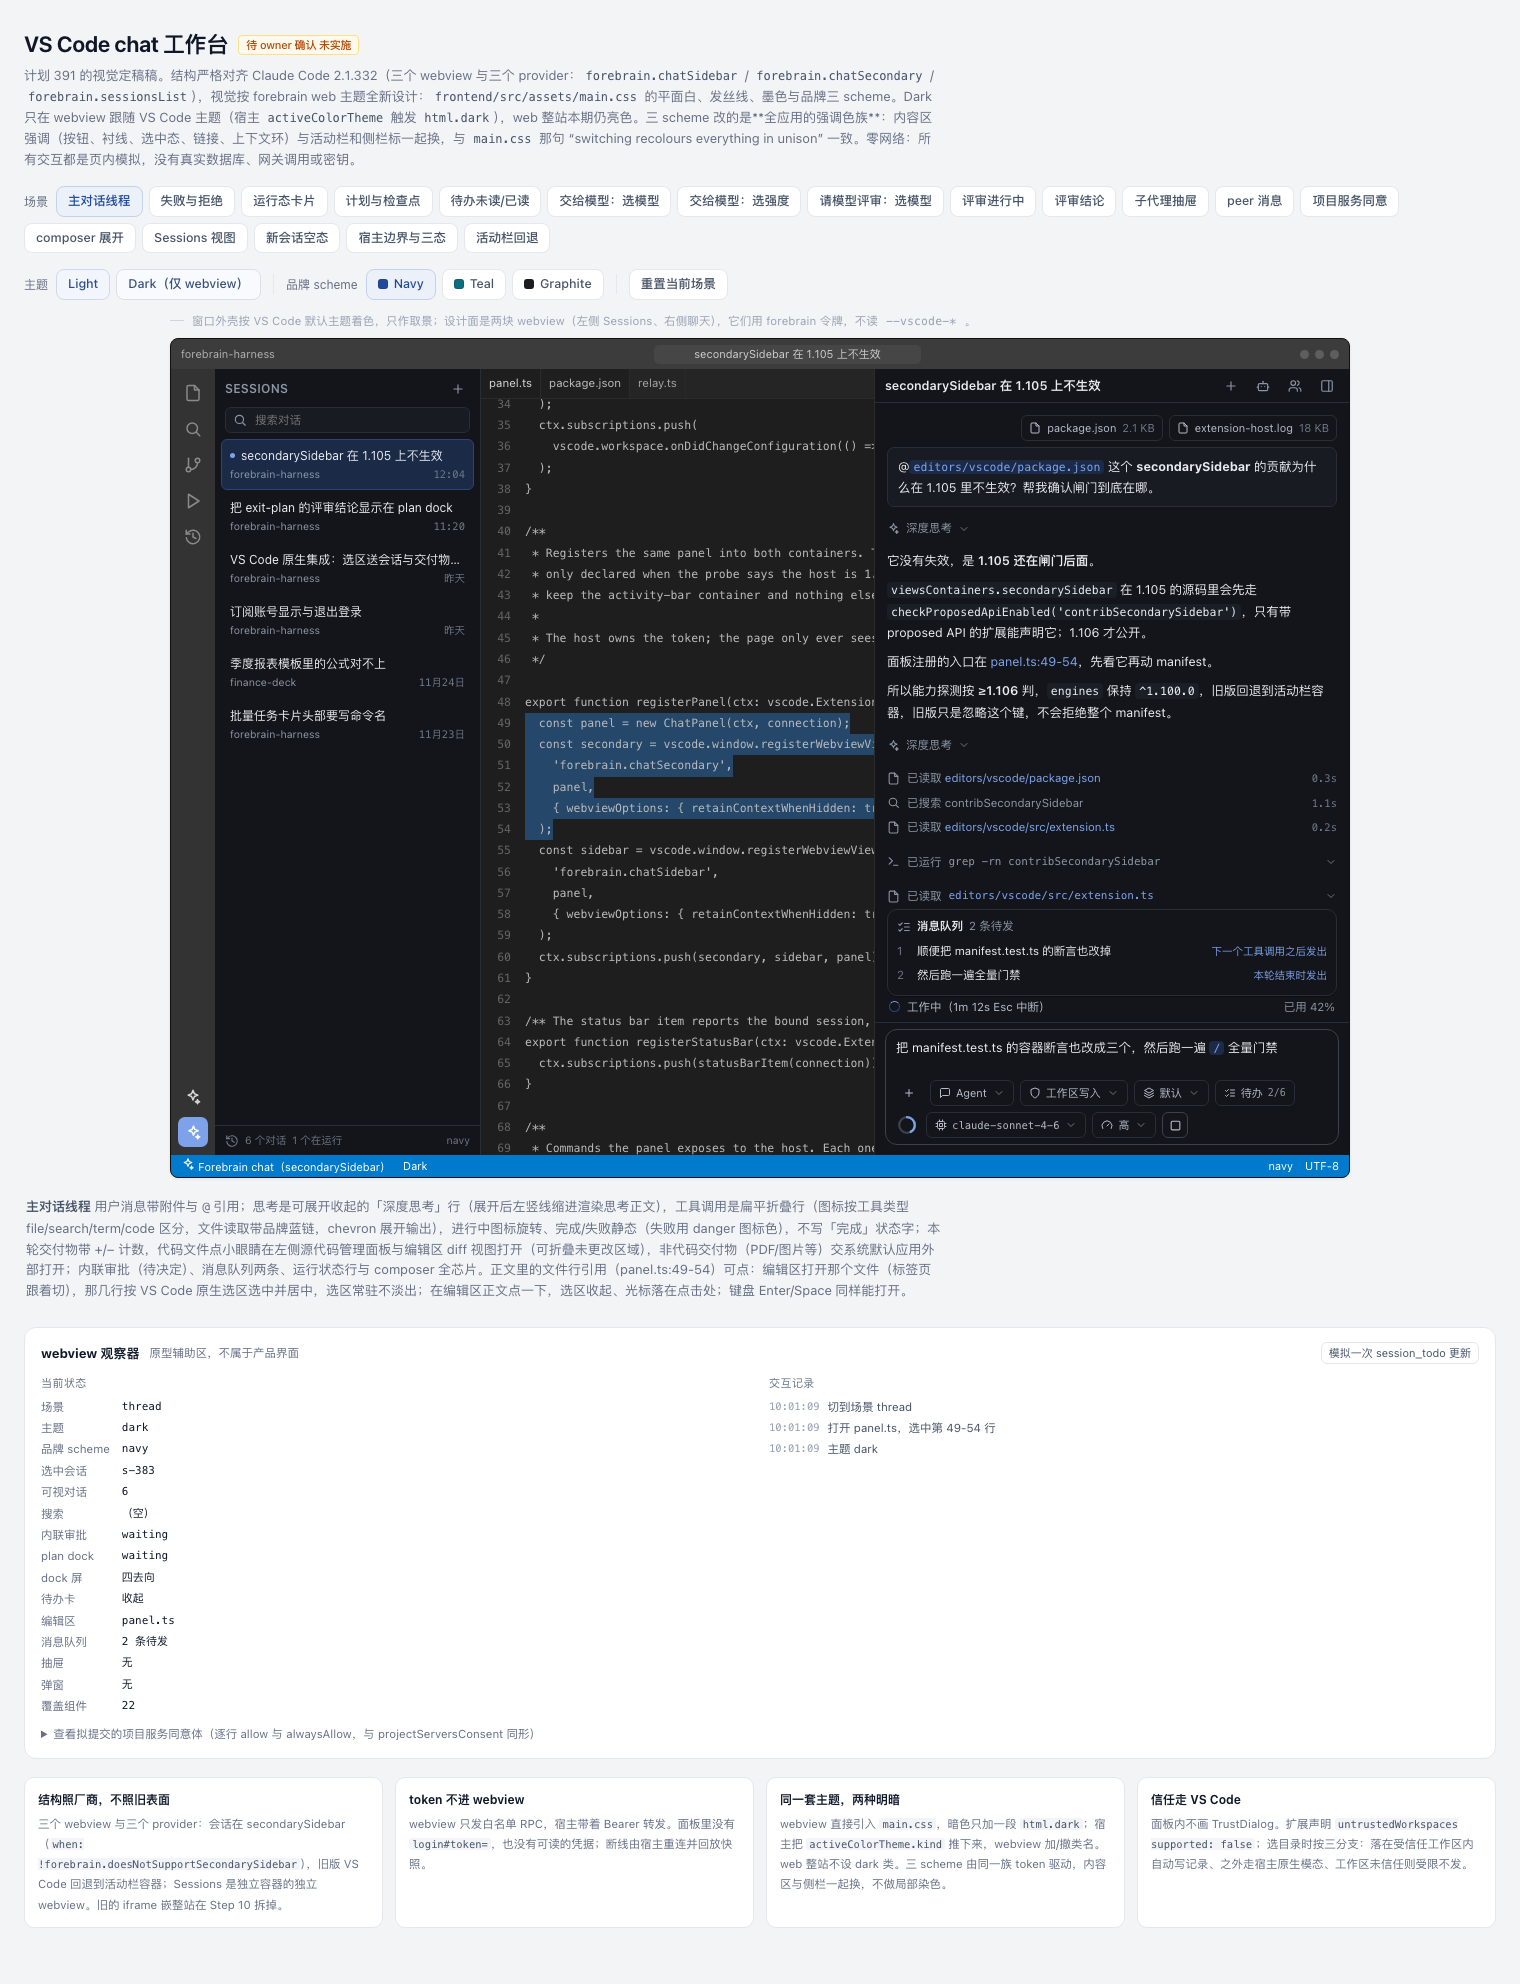 VS Code chat 工作台 待 owner 确认 未实施
计划 391 的视觉定稿稿。结构严格对齐 Claude Code 2.1.332（三个 webview 与三个 provider： forebrain.chatSidebar / forebrain.chatSecondary /
forebrain.sessionsList ），视觉按 forebrain web 主题全新设计： frontend/src/assets/main.css 的平面白、发丝线、墨色与品牌三 scheme。Dark
只在 webview 跟随 VS Code 主题（宿主 activeColorTheme 触发 html.dark ），web 整站本期仍亮色。三 scheme 改的是**全应用的强调色族**：内容区
强调（按钮、衬线、选中态、链接、上下文环）与活动栏和侧栏标一起换，与 main.css 那句 “switching recolours everything in unison” 一致。零网络：所
有交互都是页内模拟，没有真实数据库、网关调用或密钥。
场景 主对话线程 失败与拒绝 运行态卡片 计划与检查点 待办未读/已读 交给模型：选模型 交给模型：选强度 请模型评审：选模型 评审进行中 评审结论 子代理抽屉 peer 消息 项目服务同意
composer 展开 Sessions 视图 新会话空态 宿主边界与三态 活动栏回退
主题 Light Dark（仅 webview） 品牌 scheme Navy Teal Graphite 重置当前场景
窗口外壳按 VS Code 默认主题着色，只作取景；设计面是两块 webview（左侧 Sessions、右侧聊天），它们用 forebrain 令牌，不读 --vscode-* 。
forebrain-harness
secondarySidebar 在 1.105 上不生效
SESSIONS
搜索对话
secondarySidebar 在 1.105 上不生效
forebrain-harness 12:04
把 exit-plan 的评审结论显示在 plan dock
forebrain-harness 11:20
VS Code 原生集成：选区送会话与交付物...
forebrain-harness 昨天
订阅账号显示与退出登录
forebrain-harness 昨天
季度报表模板里的公式对不上
finance-deck 11月24日
批量任务卡片头部要写命令名
forebrain-harness 11月23日
6 个对话 1 个在运行 navy
panel.ts package.json relay.ts
34 );
35 ctx.subscriptions.push(
36 vscode.workspace.onDidChangeConfiguration(() =>
37 );
38 }
39
40 /**
41 * Registers the same panel into both containers.
42 * only declared when the probe says the host is 1.
43 * keep the activity-bar container and nothing else
44 *
45 * The host owns the token; the page only ever sees
46 */
47
48 export function registerPanel(ctx: vscode.Extension
49 const panel = new ChatPanel(ctx, connection);
50 const secondary = vscode.window.registerWebviewVi
51 'forebrain.chatSecondary',
52 panel,
53 { webviewOptions: { retainContextWhenHidden: tr
54 );
55 const sidebar = vscode.window.registerWebviewView
56 'forebrain.chatSidebar',
57 panel,
58 { webviewOptions: { retainContextWhenHidden: tr
59 );
60 ctx.subscriptions.push(secondary, sidebar, panel)
61 }
62
63 /** The status bar item reports the bound session,
64 export function registerStatusBar(ctx: vscode.Exten
65 ctx.subscriptions.push(statusBarItem(connection))
66 }
67
68 /**
69 * Commands the panel exposes to the host. Each one
secondarySidebar 在 1.105 上不生效
package.json 2.1 KB extension-host.log 18 KB
@ editors/vscode/package.json 这个 secondarySidebar 的贡献为什
么在 1.105 里不生效？帮我确认闸门到底在哪。
深度思考
它没有失效，是 1.105 还在闸门后面。
viewsContainers.secondarySidebar 在 1.105 的源码里会先走
checkProposedApiEnabled('contribSecondarySidebar') ，只有带
proposed API 的扩展能声明它；1.106 才公开。
面板注册的入口在 panel.ts:49-54，先看它再动 manifest。
所以能力探测按 ≥1.106 判， engines 保持 ^1.100.0 ，旧版回退到活动栏容
器，旧版只是忽略这个键，不会拒绝整个 manifest。
深度思考
已读取 editors/vscode/package.json 0.3s
已搜索 contribSecondarySidebar 1.1s
已读取 editors/vscode/src/extension.ts 0.2s
已运行 grep -rn contribSecondarySidebar
已读取 editors/vscode/src/extension.ts
消息队列 2 条待发
1 顺便把 manifest.test.ts 的断言也改掉 下一个工具调用之后发出
2 然后跑一遍全量门禁 本轮结束时发出
工作中（1m 12s Esc 中断） 已用 42%
把 manifest.test.ts 的容器断言也改成三个，然后跑一遍 / 全量门禁
Agent 工作区写入 默认 待办 2/6
claude-sonnet-4-6 高
Forebrain chat（secondarySidebar） Dark navy UTF-8
主对话线程 用户消息带附件与 @ 引用；思考是可展开收起的「深度思考」行（展开后左竖线缩进渲染思考正文），工具调用是扁平折叠行（图标按工具类型
file/search/term/code 区分，文件读取带品牌蓝链，chevron 展开输出），进行中图标旋转、完成/失败静态（失败用 danger 图标色），不写「完成」状态字；本
轮交付物带 +/− 计数，代码文件点小眼睛在左侧源代码管理面板与编辑区 diff 视图打开（可折叠未更改区域），非代码交付物（PDF/图片等）交系统默认应用外
部打开；内联审批（待决定）、消息队列两条、运行状态行与 composer 全芯片。正文里的文件行引用（panel.ts:49-54）可点：编辑区打开那个文件（标签页
跟着切），那几行按 VS Code 原生选区选中并居中，选区常驻不淡出；在编辑区正文点一下，选区收起、光标落在点击处；键盘 Enter/Space 同样能打开。
webview 观察器 原型辅助区，不属于产品界面 模拟一次 session_todo 更新
当前状态
场景 thread
主题 dark
品牌 scheme navy
选中会话 s-383
可视对话 6
搜索 （空）
内联审批 waiting
plan dock waiting
dock 屏 四去向
待办卡 收起
编辑区 panel.ts
消息队列 2 条待发
抽屉 无
弹窗 无
覆盖组件 22
交互记录
10:01:09 切到场景 thread
10:01:09 打开 panel.ts，选中第 49-54 行
10:01:09 主题 dark
查看拟提交的项目服务同意体（逐行 allow 与 alwaysAllow，与 projectServersConsent 同形）
结构照厂商，不照旧表面
三个 webview 与三个 provider：会话在 secondarySidebar
（ when:
!forebrain.doesNotSupportSecondarySidebar ），旧版 VS
Code 回退到活动栏容器；Sessions 是独立容器的独立
webview。旧的 iframe 嵌整站在 Step 10 拆掉。
token 不进 webview
webview 只发白名单 RPC，宿主带着 Bearer 转发。面板里没有
login#token= ，也没有可读的凭据；断线由宿主重连并回放快
照。
同一套主题，两种明暗
webview 直接引入 main.css ，暗色只加一段 html.dark ；宿
主把 activeColorTheme.kind 推下来，webview 加/撤类名。
web 整站不设 dark 类。三 scheme 由同一族 token 驱动，内容
区与侧栏一起换，不做局部染色。
信任走 VS Code
面板内不画 TrustDialog。扩展声明 untrustedWorkspaces
supported: false ；选目录时按三分支：落在受信任工作区内
自动写记录、之外走宿主原生模态、工作区未信任则受限不发。